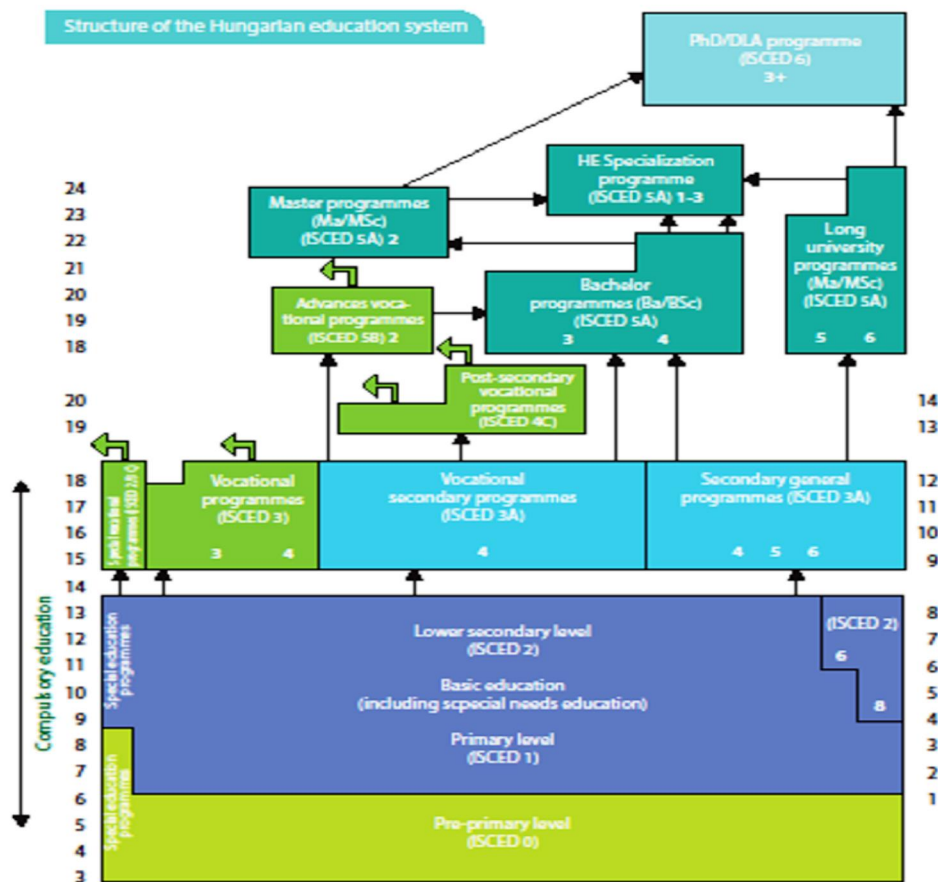 Structure of the Hungarian education system
PhD/DLA programme
(ISCED 6)
3+
HE Specialization
programme
(ISCED 5A) 1-3
Master programmes
(Ma/MSc)
(ISCED 5A) 2
Long
university
programmes
(Ma/MSc)
(ISCED 5A)
5 6
Bachelor
programmes (Ba/BSc)
(ISCED 5A)
3 4
Advances voca-
tional programmes
(ISCED 5B) 2
Post-secondary
vocational
programmes
(ISCED 4C)
24
23
22
21
20
19
18
20
19
14
13
Special vocational
programmes
Vocational
programmes
(ISCED 3)
3 4
Vocational
secondary programmes
(ISCED 3A)
4
Secondary general
programmes (ISCED 3A)
4 5 6
18
17
16
15
14
13
12
11
10
9
8
7
6
5
4
3
12
11
10
9
8
7
6
5
4
3
2
1
Compulsory education
Special education
programmes
Lower secondary level
(ISCED 2)
Basic education
(including scpecial needs education)
Primary level
(ISCED 1)
(ISCED 2)
6
8
Special education
programmes
Pre-primary level
(ISCED 0)